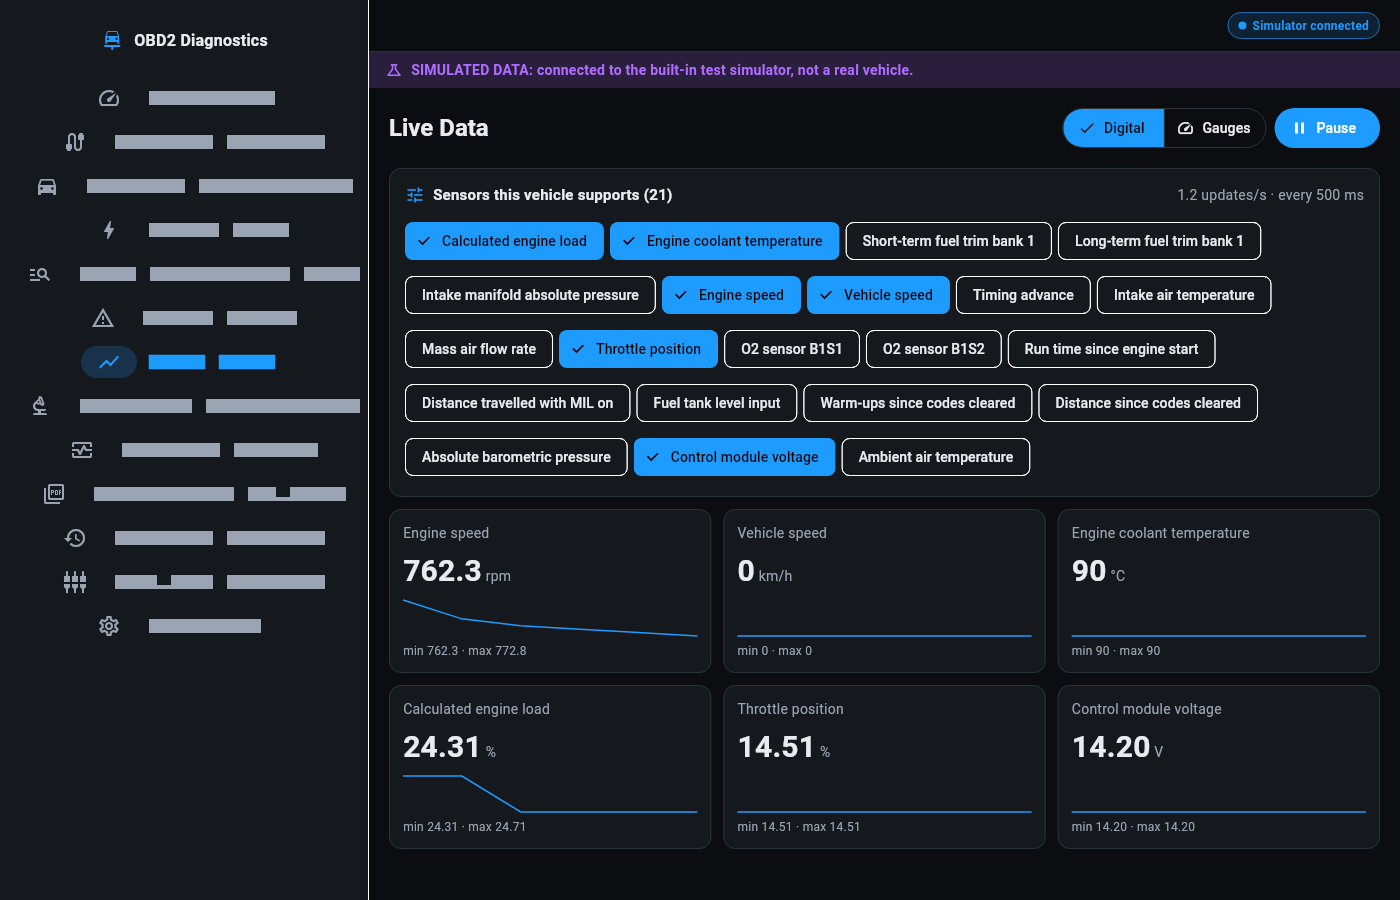 OBD2 Diagnostics
Simulator connected
SIMULATED DATA: connected to the built-in test simulator, not a real vehicle.
Live Data
Digital
Gauges
Pause
Sensors this vehicle supports (21)
1.2 updates/s · every 500 ms
Calculated engine load
Engine coolant temperature
Short-term fuel trim bank 1
Long-term fuel trim bank 1
Intake manifold absolute pressure
Engine speed
Vehicle speed
Timing advance
Intake air temperature
Mass air flow rate
Throttle position
O2 sensor B1S1
O2 sensor B1S2
Run time since engine start
Distance travelled with MIL on
Fuel tank level input
Warm-ups since codes cleared
Distance since codes cleared
Absolute barometric pressure
Control module voltage
Ambient air temperature
Engine speed
762.3 rpm
min 762.3 · max 772.8
Vehicle speed
0 km/h
min 0 · max 0
Engine coolant temperature
90 °C
min 90 · max 90
Calculated engine load
24.31 %
min 24.31 · max 24.71
Throttle position
14.51 %
min 14.51 · max 14.51
Control module voltage
14.20 V
min 14.20 · max 14.20
PDF